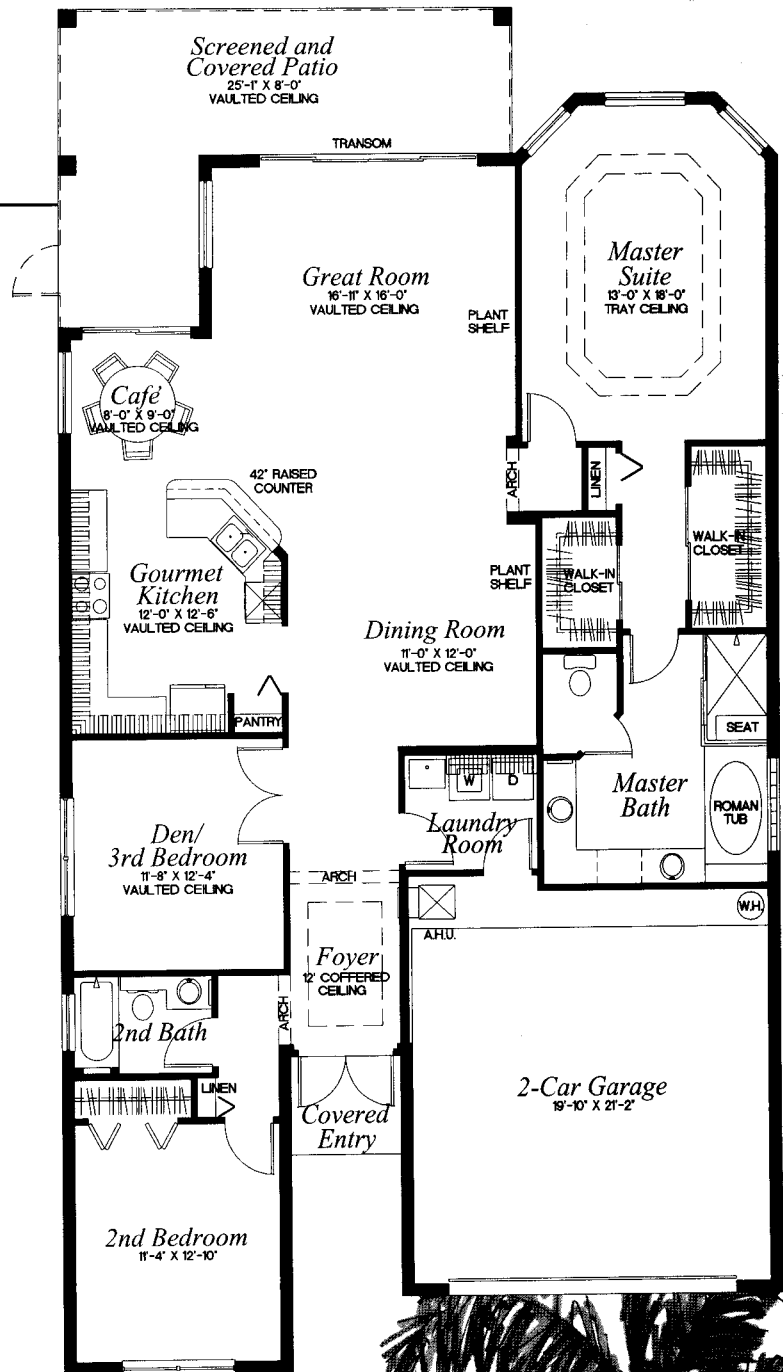 Screened and
Covered Patio
25'-1" X 8'-0"
VAULTED CEILING
TRANSOM
Great Room
16'-11" X 16'-0"
VAULTED CEILING
PLANT
SHELF
Master
Suite
13'-0" X 18'-0"
TRAY CEILING
Café
8'-0" X 9'-0"
VAULTED CEILING
42" RAISED
COUNTER
ARCH
LINEN
WALK-IN
CLOSET
WALK-IN
CLOSET
Gourmet
Kitchen
12'-0" X 12'-6"
VAULTED CEILING
PLANT
SHELF
Dining Room
11'-0" X 12'-0"
VAULTED CEILING
PANTRY
SEAT
Master
Bath
ROMAN
TUB
W
D
Laundry
Room
Den/
3rd Bedroom
11'-8" X 12'-4"
VAULTED CEILING
ARCH
A.H.U.
W.H.
Foyer
12' COFFERED
CEILING
ARCH
2nd Bath
LINEN
Covered
Entry
2-Car Garage
19'-10" X 21'-2"
2nd Bedroom
11'-4" X 12'-10"